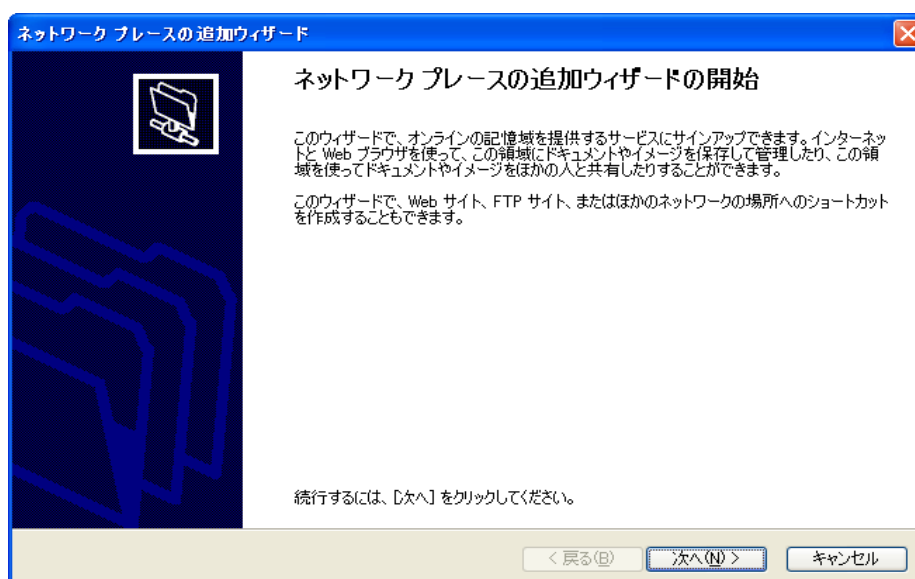 ネットワーク プレースの追加ウィザード
ネットワーク プレースの追加ウィザードの開始
このウィザードで、オンラインの記憶域を提供するサービスにサインアップできます。インターネッ
トと Web ブラウザを使って、この領域にドキュメントやイメージを保存して管理したり、この領
域を使ってドキュメントやイメージをほかの人と共有したりすることができます。
このウィザードで、Web サイト、FTP サイト、またはほかのネットワークの場所へのショートカット
を作成することもできます。
続行するには、[次へ] をクリックしてください。
< 戻る(B) 次へ(N) > キャンセル